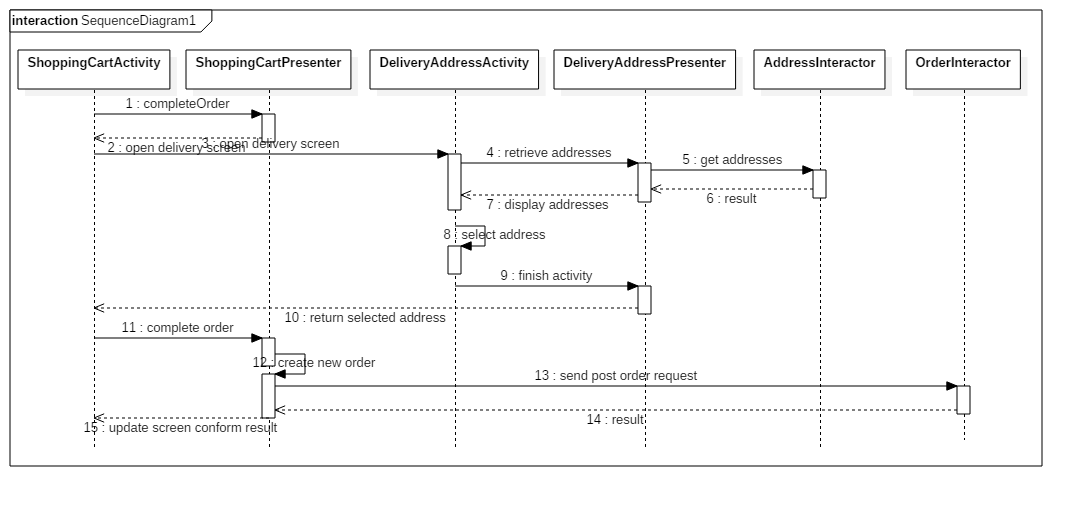 interaction SequenceDiagram1
ShoppingCartActivity
ShoppingCartPresenter
DeliveryAddressActivity
DeliveryAddressPresenter
AddressInteractor
OrderInteractor
1 : completeOrder
2 : open delivery screen
3 : open delivery screen
4 : retrieve addresses
5 : get addresses
6 : result
7 : display addresses
8 : select address
9 : finish activity
10 : return selected address
11 : complete order
12 : create new order
13 : send post order request
14 : result
15 : update screen conform result